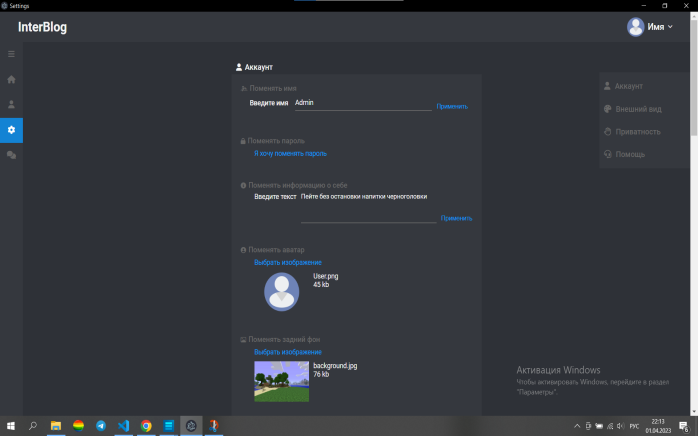 Settings
InterBlog
Имя
Аккаунт
Поменять имя
Введите имя Admin
Применить
Поменять пароль
Я хочу поменять пароль
Поменять информацию о себе
Введите текст Пейте без остановки напитки черноголовки
Применить
Поменять аватар
Выбрать изображение
User.png
45 kb
Поменять задний фон
Выбрать изображение
background.jpg
76 kb
Аккаунт
Внешний вид
Приватность
Помощь
Активация Windows
Чтобы активировать Windows, перейдите в раздел
"Параметры".
РУС
22:13
01.04.2023
6